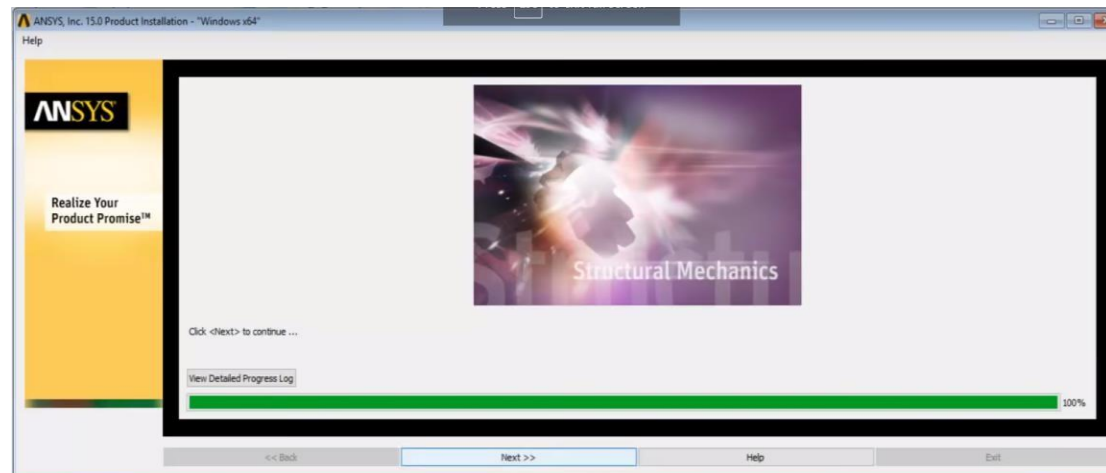 ANSYS, Inc. 15.0 Product Installation - "Windows x64"
Help
ANSYS
Realize Your
Product Promise™
Structural Mechanics
Click <Next> to continue ...
View Detailed Progress Log
100%
<< Back
Next >>
Help
Exit